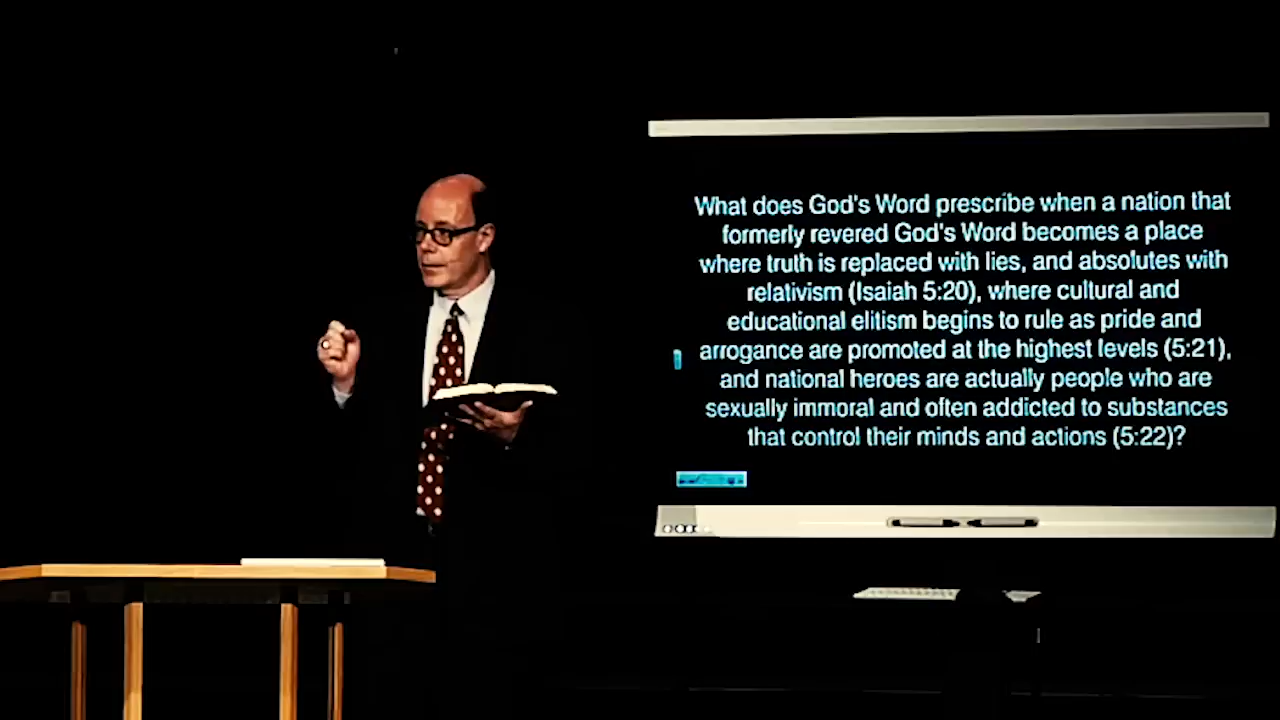 What does God's Word prescribe when a nation that
formerly revered God's Word becomes a place
where truth is replaced with lies, and absolutes with
relativism (Isaiah 5:20), where cultural and
educational elitism begins to rule as pride and
arrogance are promoted at the highest levels (5:21),
and national heroes are actually people who are
sexually immoral and often addicted to substances
that control their minds and actions (5:22)?